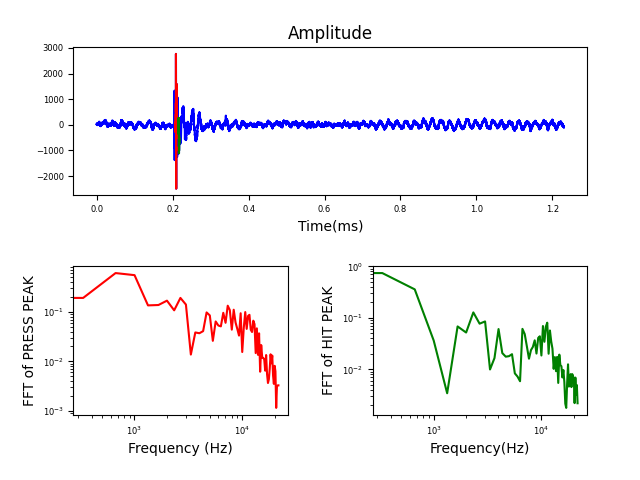 Amplitude
3000
2000
1000
0
−1000
−2000
0.0 0.2 0.4 0.6 0.8 1.0 1.2
Time(ms)
FFT of PRESS PEAK
10⁻¹
10⁻²
10⁻³
10³ 10⁴
Frequency (Hz)
FFT of HIT PEAK
10⁰
10⁻¹
10⁻²
10³ 10⁴
Frequency(Hz)